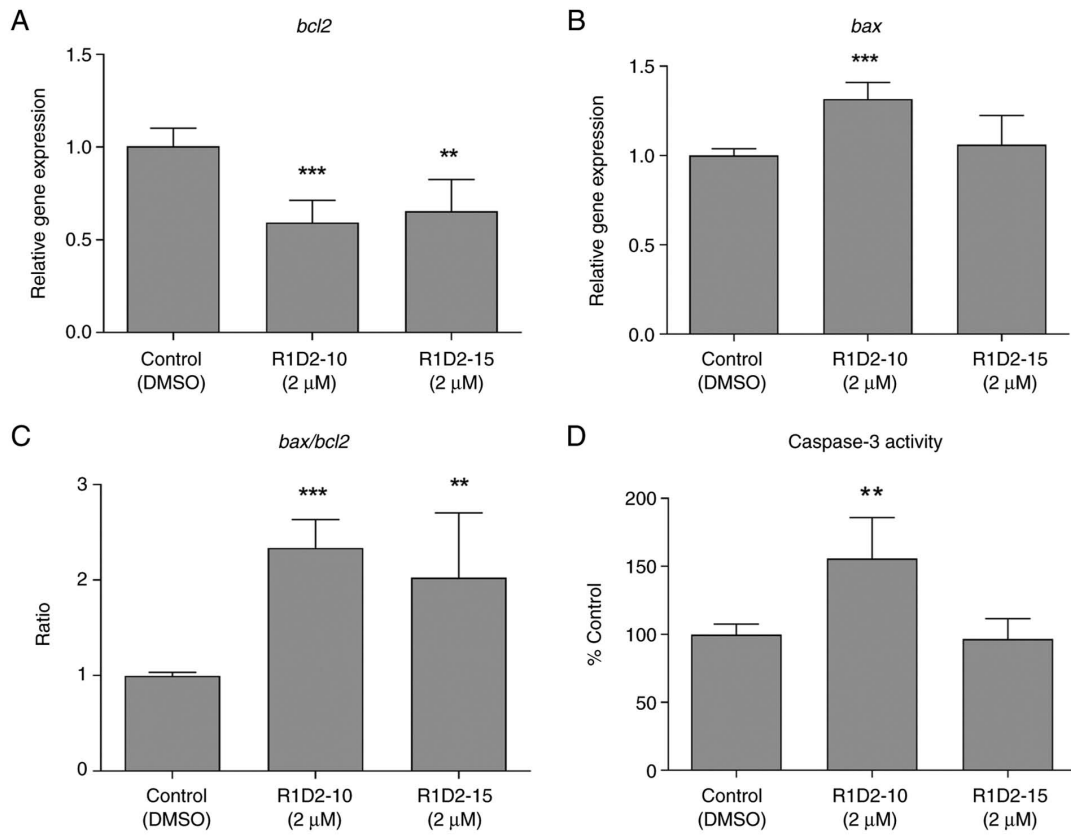 A
bcl2
Relative gene expression
1.5
1.0
0.5
0.0
***
**
Control
(DMSO)
R1D2-10
(2 μM)
R1D2-15
(2 μM)
B
bax
Relative gene expression
1.5
1.0
0.5
0.0
***
Control
(DMSO)
R1D2-10
(2 μM)
R1D2-15
(2 μM)
C
bax/bcl2
Ratio
3
2
1
0
***
**
Control
(DMSO)
R1D2-10
(2 μM)
R1D2-15
(2 μM)
D
Caspase-3 activity
% Control
200
150
100
50
0
**
Control
(DMSO)
R1D2-10
(2 μM)
R1D2-15
(2 μM)